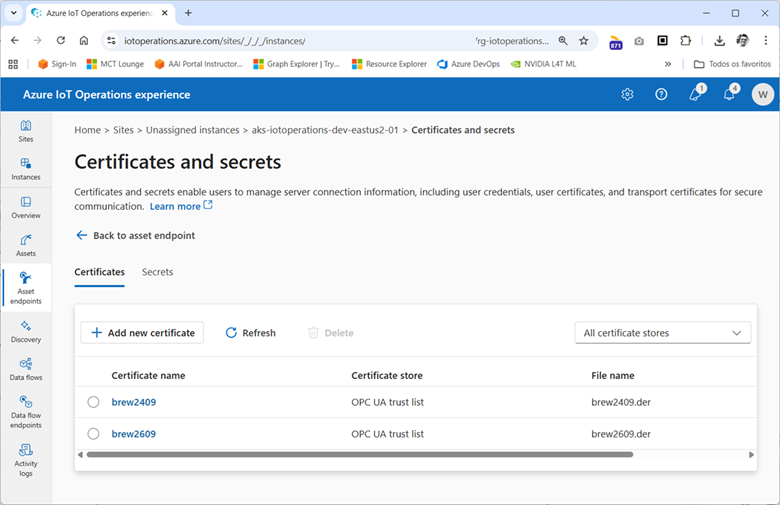 Azure IoT Operations experience
iotoperations.azure.com/sites/_/_/_/instances/ '/rg-iotoperations...
871
Sign-In MCT Lounge AAI Portal Instructor... Graph Explorer | Try... Resource Explorer Azure DevOps NVIDIA L4T ML » Todos os favoritos
Azure IoT Operations experience 1 4 W
Sites
Instances
Overview
Assets
Asset
endpoints
Discovery
Data flows
Data flow
endpoints
Activity
logs
Home > Sites > Unassigned instances > aks-iotoperations-dev-eastus2-01 > Certificates and secrets
Certificates and secrets
Certificates and secrets enable users to manage server connection information, including user credentials, user certificates, and transport certificates for secure
communication. Learn more
Back to asset endpoint
Certificates Secrets
Add new certificate Refresh Delete All certificate stores
Certificate name Certificate store File name
brew2409 OPC UA trust list brew2409.der
brew2609 OPC UA trust list brew2609.der